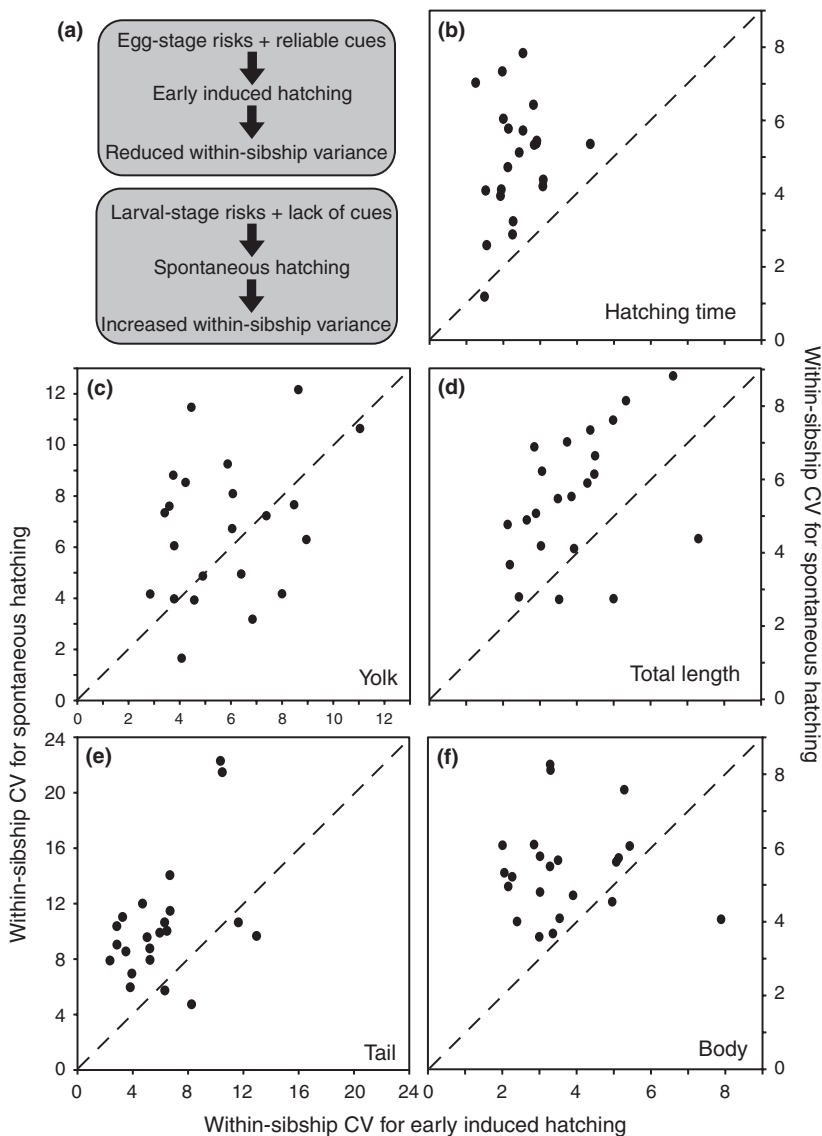 (a)
Egg-stage risks + reliable cues
Early induced hatching
Reduced within-sibship variance
Larval-stage risks + lack of cues
Spontaneous hatching
Increased within-sibship variance
(b)
8
6
4
2
0
Hatching time
(c)
12
10
8
6
4
2
0
0 2 4 6 8 10 12
Yolk
(d)
8
6
4
2
0
Total length
(e)
24
20
16
12
8
4
0
0 4 8 12 16 20 24
Tail
(f)
8
6
4
2
0
0 2 4 6 8
Body
Within-sibship CV for spontaneous hatching
Within-sibship CV for spontaneous hatching
Within-sibship CV for early induced hatching